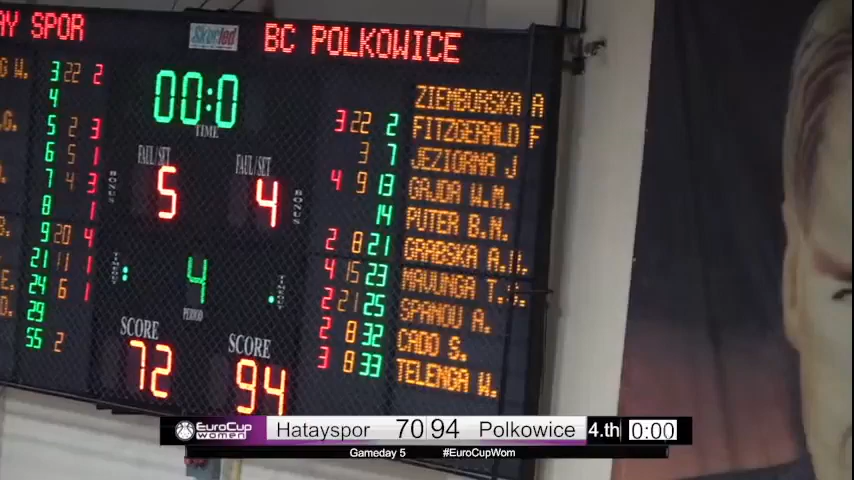 AY SPOR
Skorled
BC POLKOWICE
G W. 3 22 2
4
.G. 5 2 3
6 5 1
7 4 3
8 1
B. 9 20 4
21 11 1
E. 24 6 1
D. 29
55 2
00:0
TIME
FAUL/SET FAUL/SET
BONUS 5 4 BONUS
4
PERIOD
SCORE SCORE
72 94
ZIEMBORSKA A
3 22 2 FITZGERALD F
3 7 JEZIORNA J
4 9 13 GAJDA W.M.
14 PUTER B.N.
2 8 21 GRABSKA A.U.
4 15 23 MAVUNGA T.
2 21 25 SPANOU A.
2 8 32 CADO S.
3 8 33 TELENGA W.
EuroCup women Hatayspor 70 94 Polkowice 4.th 0:00
Gameday 5 #EuroCupWom